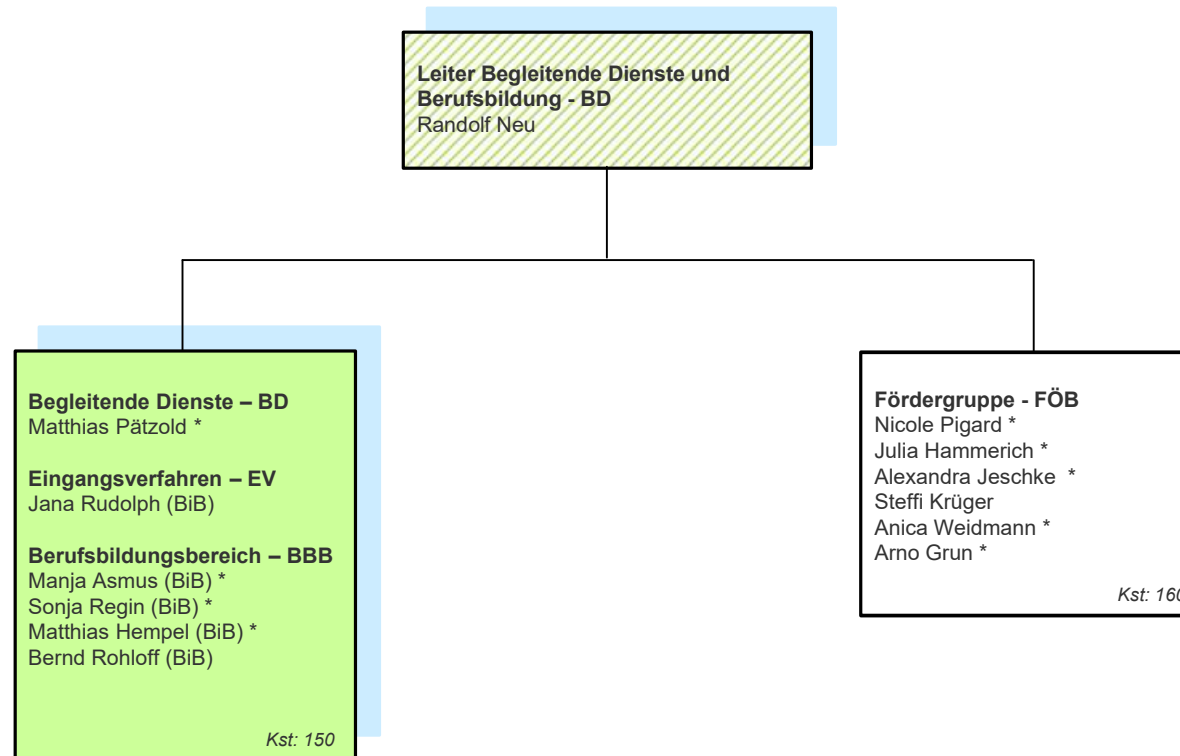 Leiter Begleitende Dienste und
Berufsbildung - BD
Randolf Neu
Begleitende Dienste – BD
Matthias Pätzold *
Eingangsverfahren – EV
Jana Rudolph (BiB)
Berufsbildungsbereich – BBB
Manja Asmus (BiB) *
Sonja Regin (BiB) *
Matthias Hempel (BiB) *
Bernd Rohloff (BiB)
Kst: 150
Fördergruppe - FÖB
Nicole Pigard *
Julia Hammerich *
Alexandra Jeschke *
Steffi Krüger
Anica Weidmann *
Arno Grun *
Kst: 160